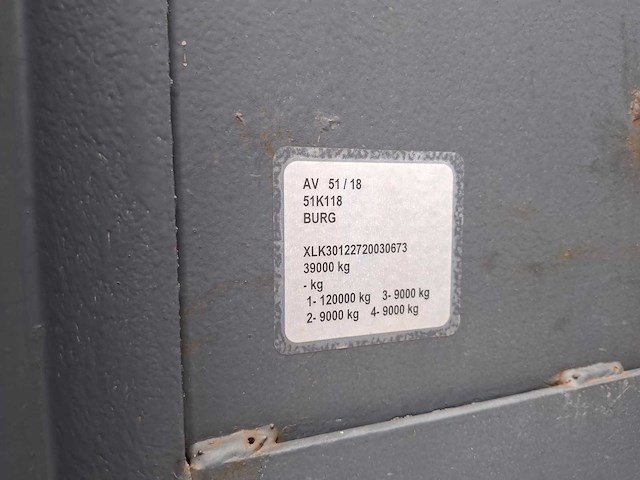 AV 51 / 18
51K118
BURG
XLK30122720030673
39000 kg
- kg
1- 120000 kg 3- 9000 kg
2- 9000 kg 4- 9000 kg